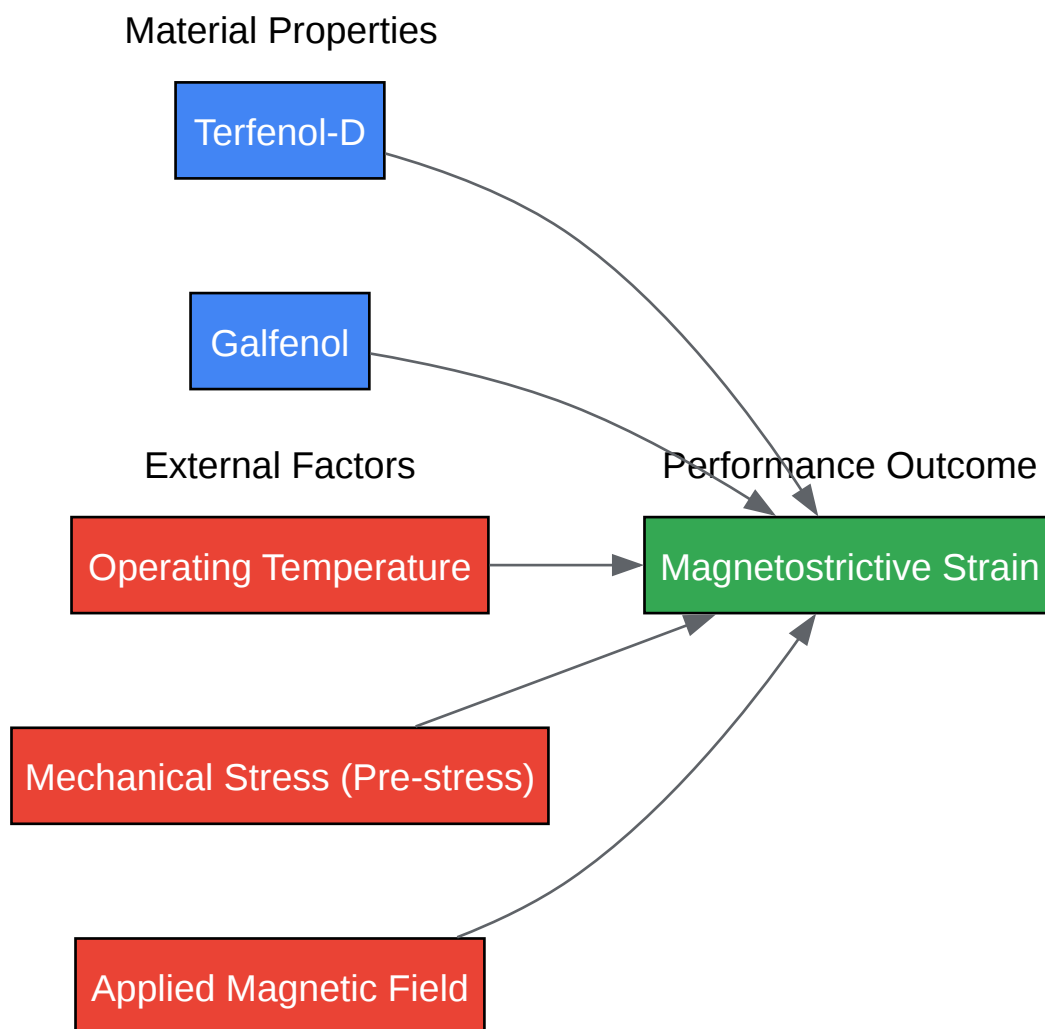 Material Properties
Terfenol-D
Galfenol
External Factors
Performance Outcome
Operating Temperature
Magnetostrictive Strain
Mechanical Stress (Pre-stress)
Applied Magnetic Field